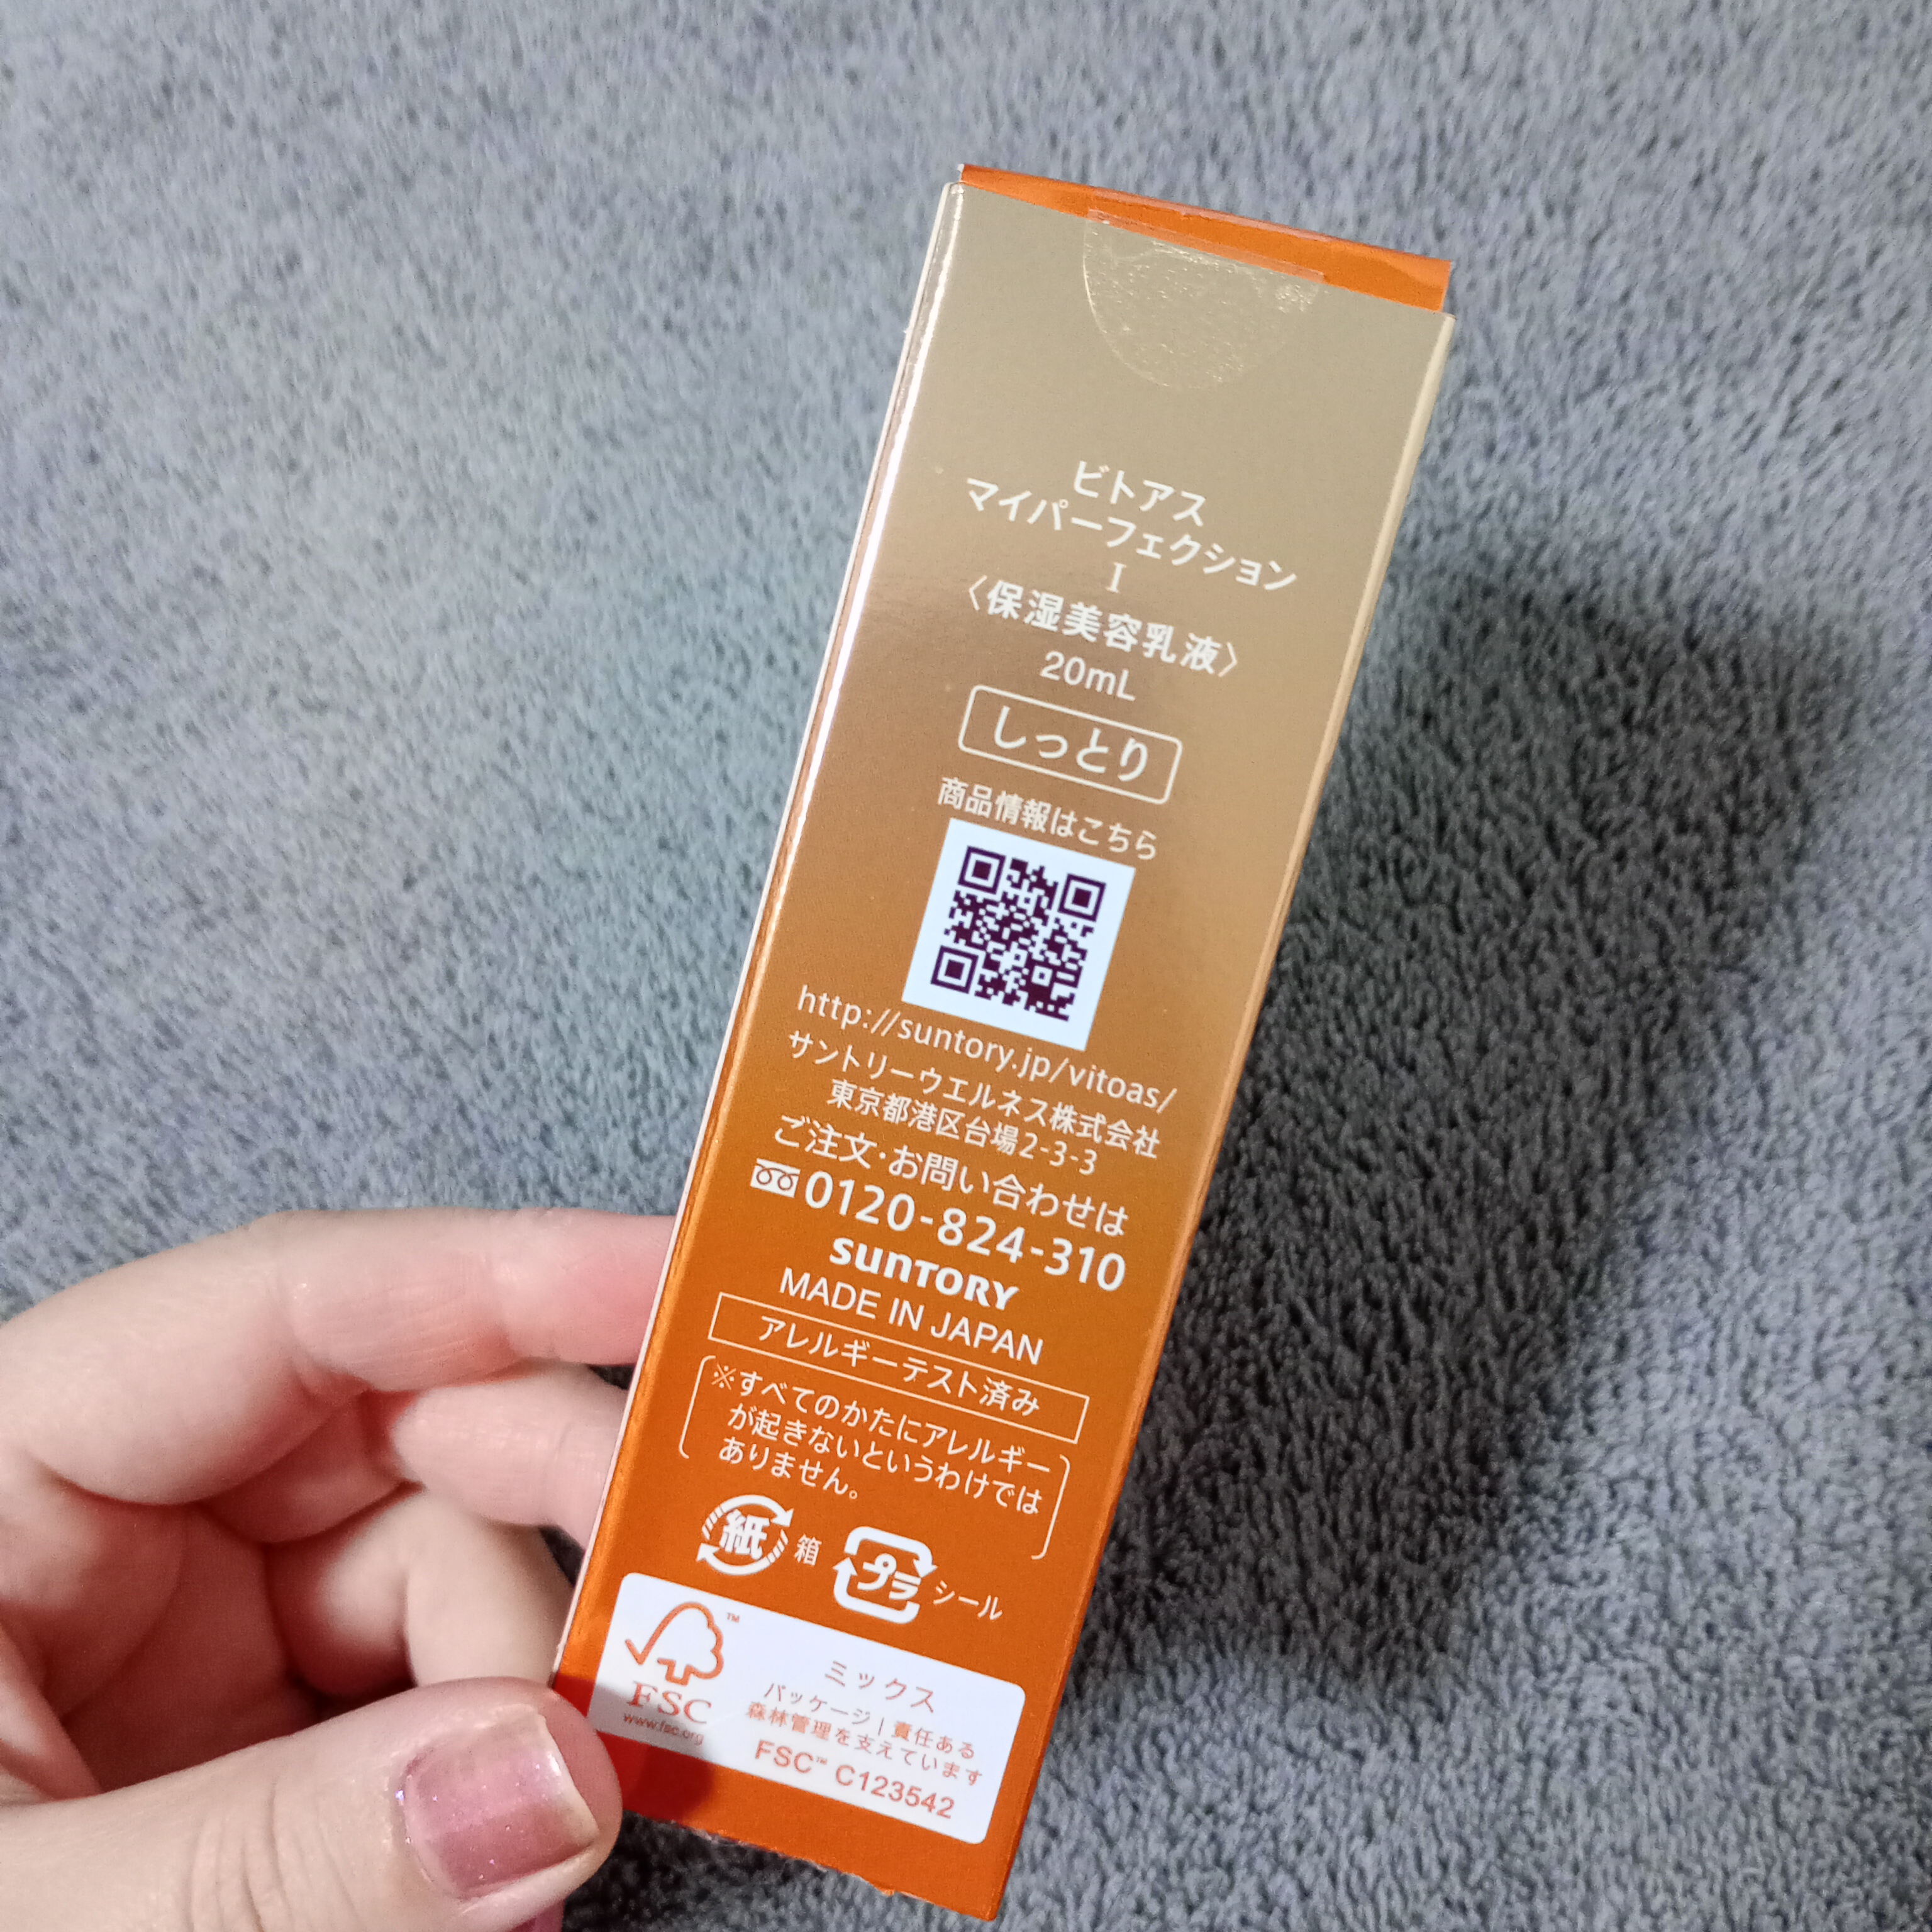 ビトアス
マイパーフェクション
I
〈保湿美容乳液〉
20mL
しっとり
商品情報はこちら
http://suntory.jp/vitoas/
サントリーウエルネス株式会社
東京都港区台場2-3-3
ご注文・お問い合わせは
0120-824-310
SUNTORY
MADE IN JAPAN
アレルギーテスト済み
※すべてのかたにアレルギー
が起きないというわけでは
ありません。
紙 箱 プラ シール
FSC
™
www.fsc.org
ミックス
パッケージ｜責任ある
森林管理を支えています
FSC™ C123542